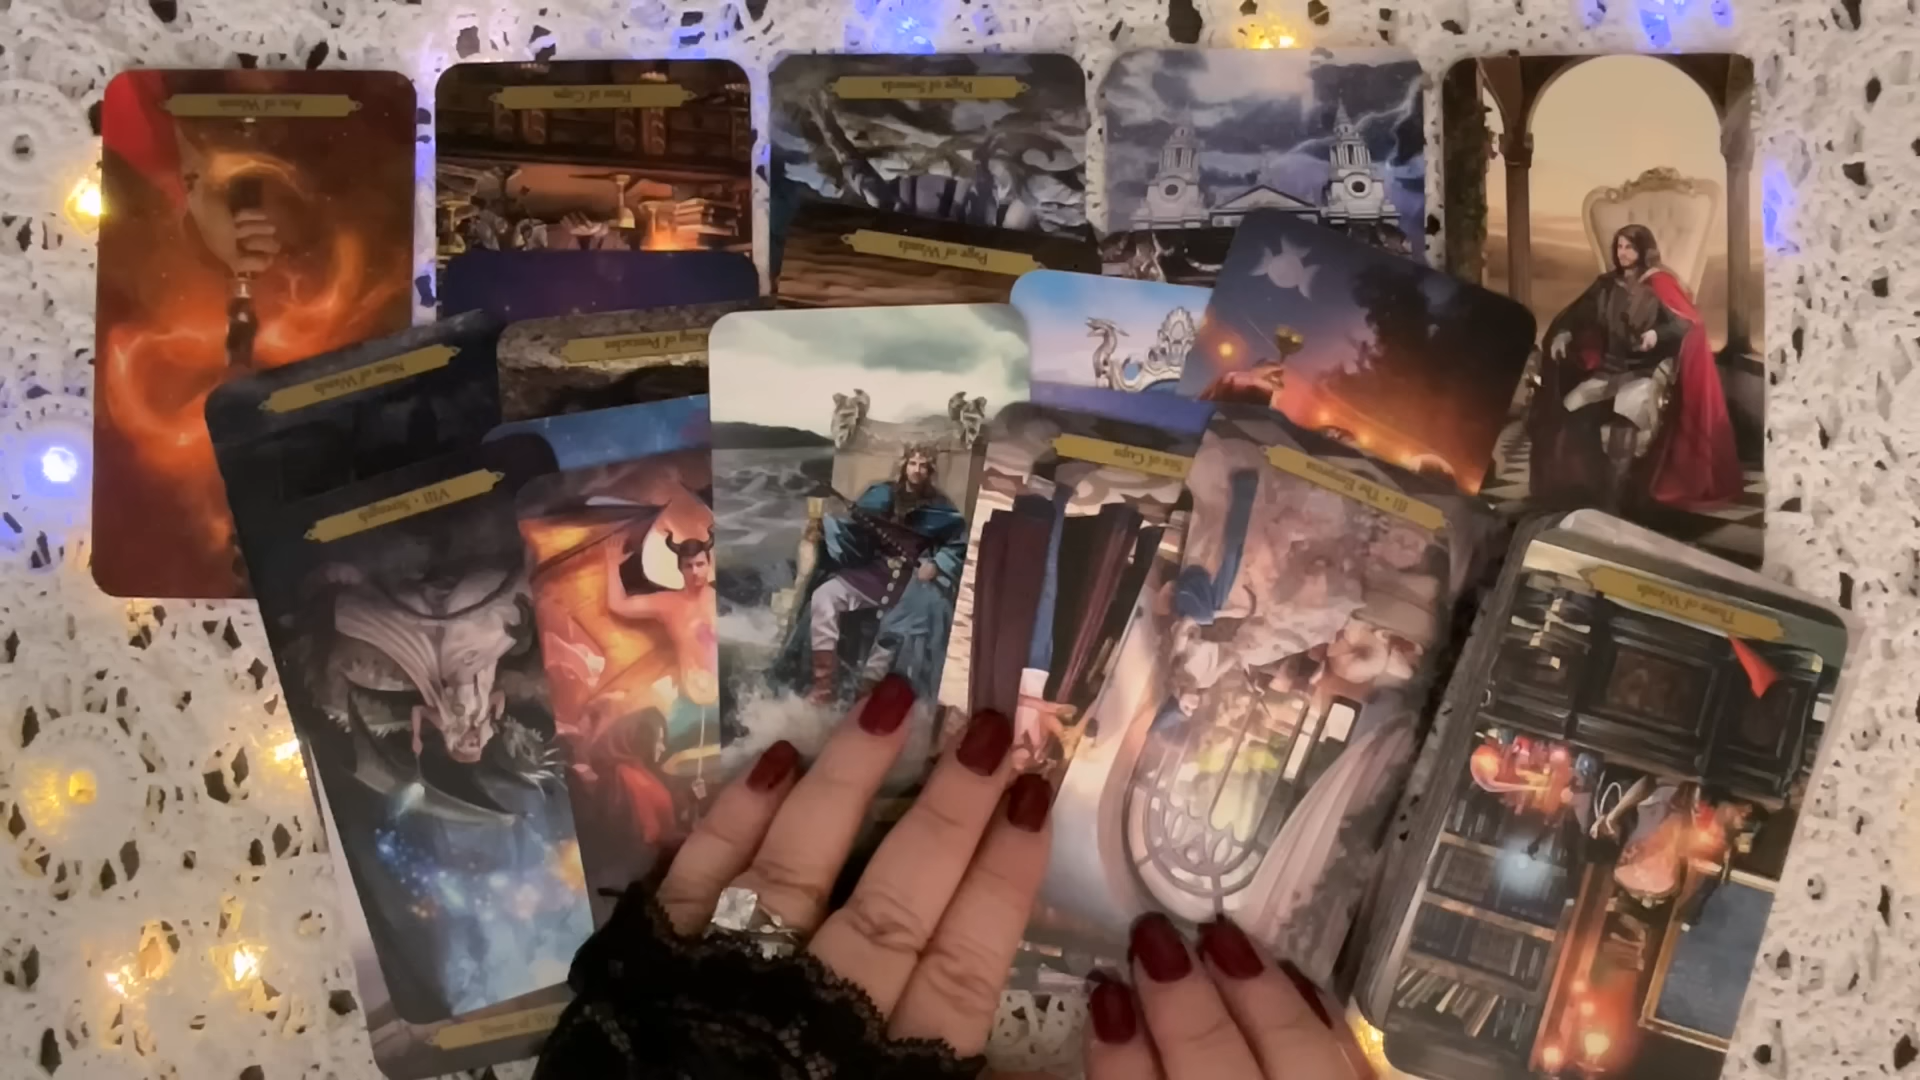 Ace of Wands
Four of Cups
Page of Swords
Page of Wands
King of Pentacles
Nine of Wands
Six of Cups
III • The Empress
VIII • Strength
of Wands